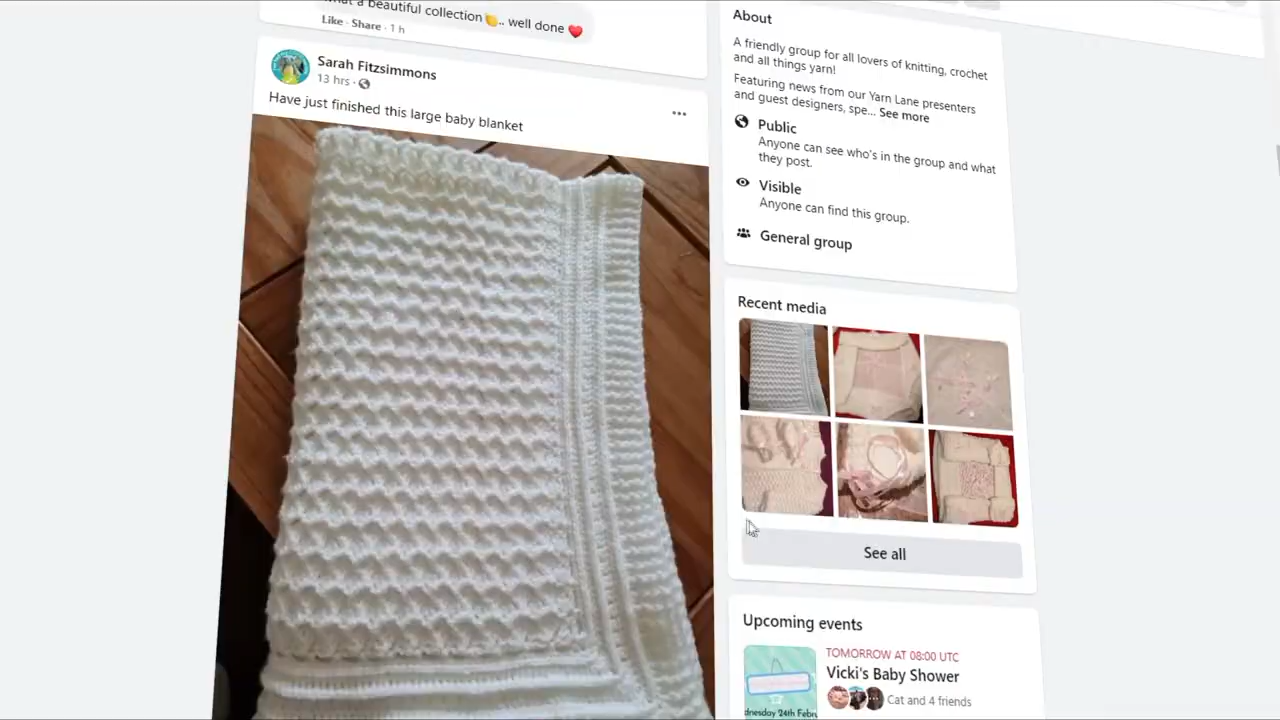 a beautiful collection 👏.. well done ❤️
Like · Share · 1 h
Sarah Fitzsimmons
13 hrs ·
Have just finished this large baby blanket
About
A friendly group for all lovers of knitting, crochet
and all things yarn!
Featuring news from our Yarn Lane presenters
and guest designers, spe... See more
Public
Anyone can see who's in the group and what
they post.
Visible
Anyone can find this group.
General group
Recent media
See all
Upcoming events
TOMORROW AT 08:00 UTC
Vicki's Baby Shower
Cat and 4 friends
24th